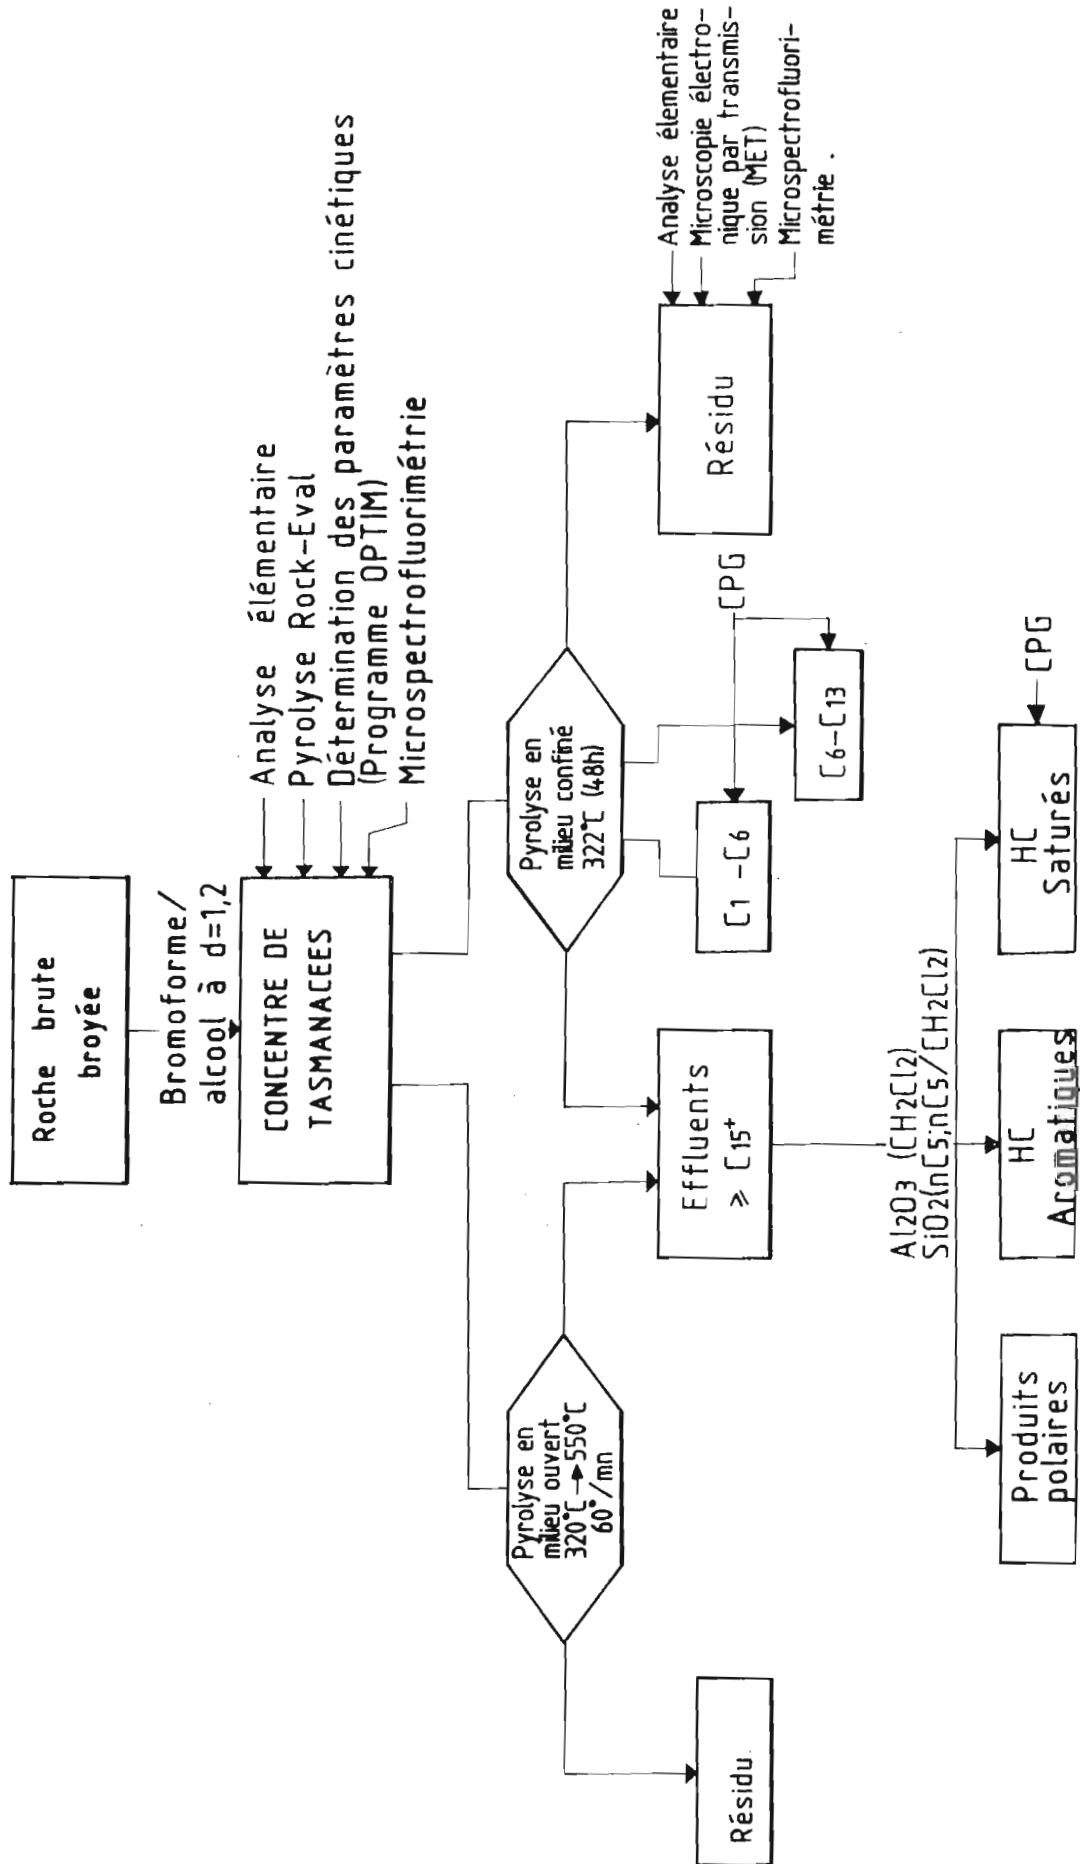 Roche brute
broyée
Bromoforme/
alcool à d=1,2
CONCENTRE DE
TASMANACEES
Analyse élémentaire
Pyrolyse Rock-Eval
Détermination des paramètres cinétiques
(Programme OPTIM)
Microspectrofluorimétrie
Pyrolyse en
milieu ouvert
320°C → 550°C
60°/mn
Pyrolyse en
milieu confiné
322°C (48h)
Résidu
Effluents
≥ C15+
C1 -C6
C6-C13
CPG
Résidu
Analyse élementaire
Microscopie électro-
nique par transmis-
sion (MET)
Microspectrofluori-
métrie .
Al2O3 (CH2Cl2)
SiO2(nC5;nC5/CH2Cl2)
Produits
polaires
HC
Aromatiques
HC
Saturés
CPG